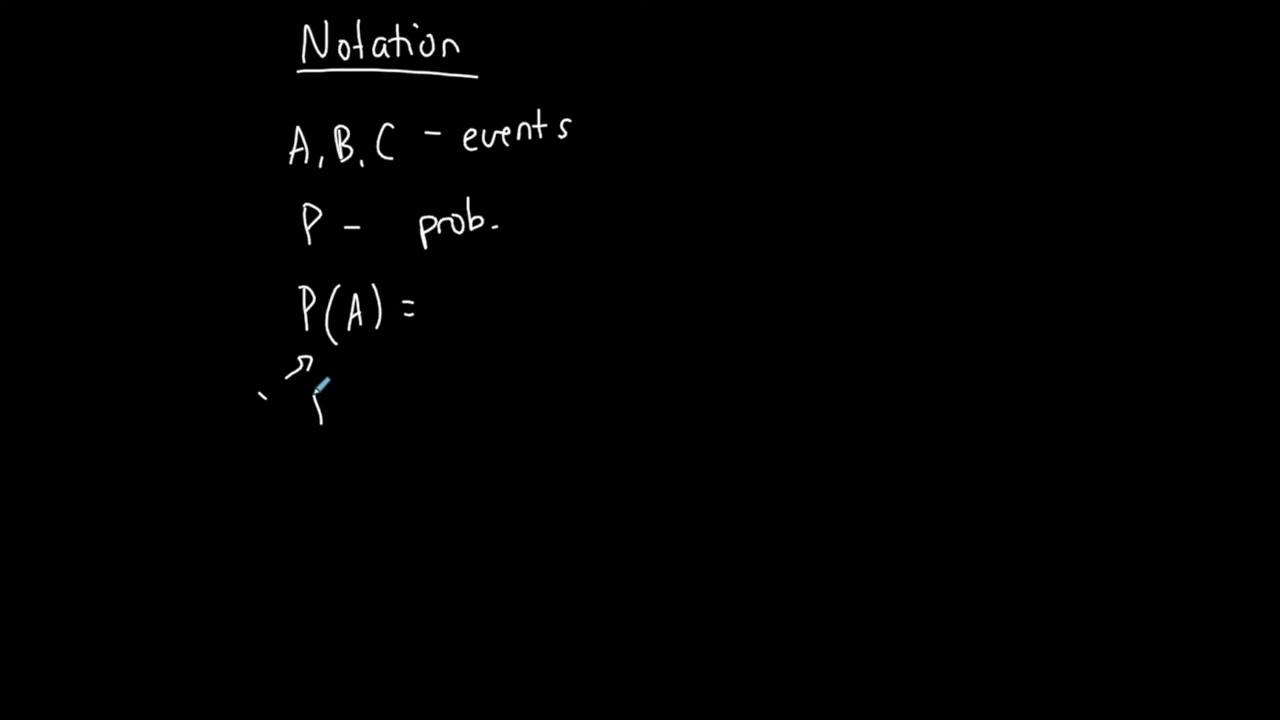 Notation
A, B, C - events
P - prob.
P(A) =